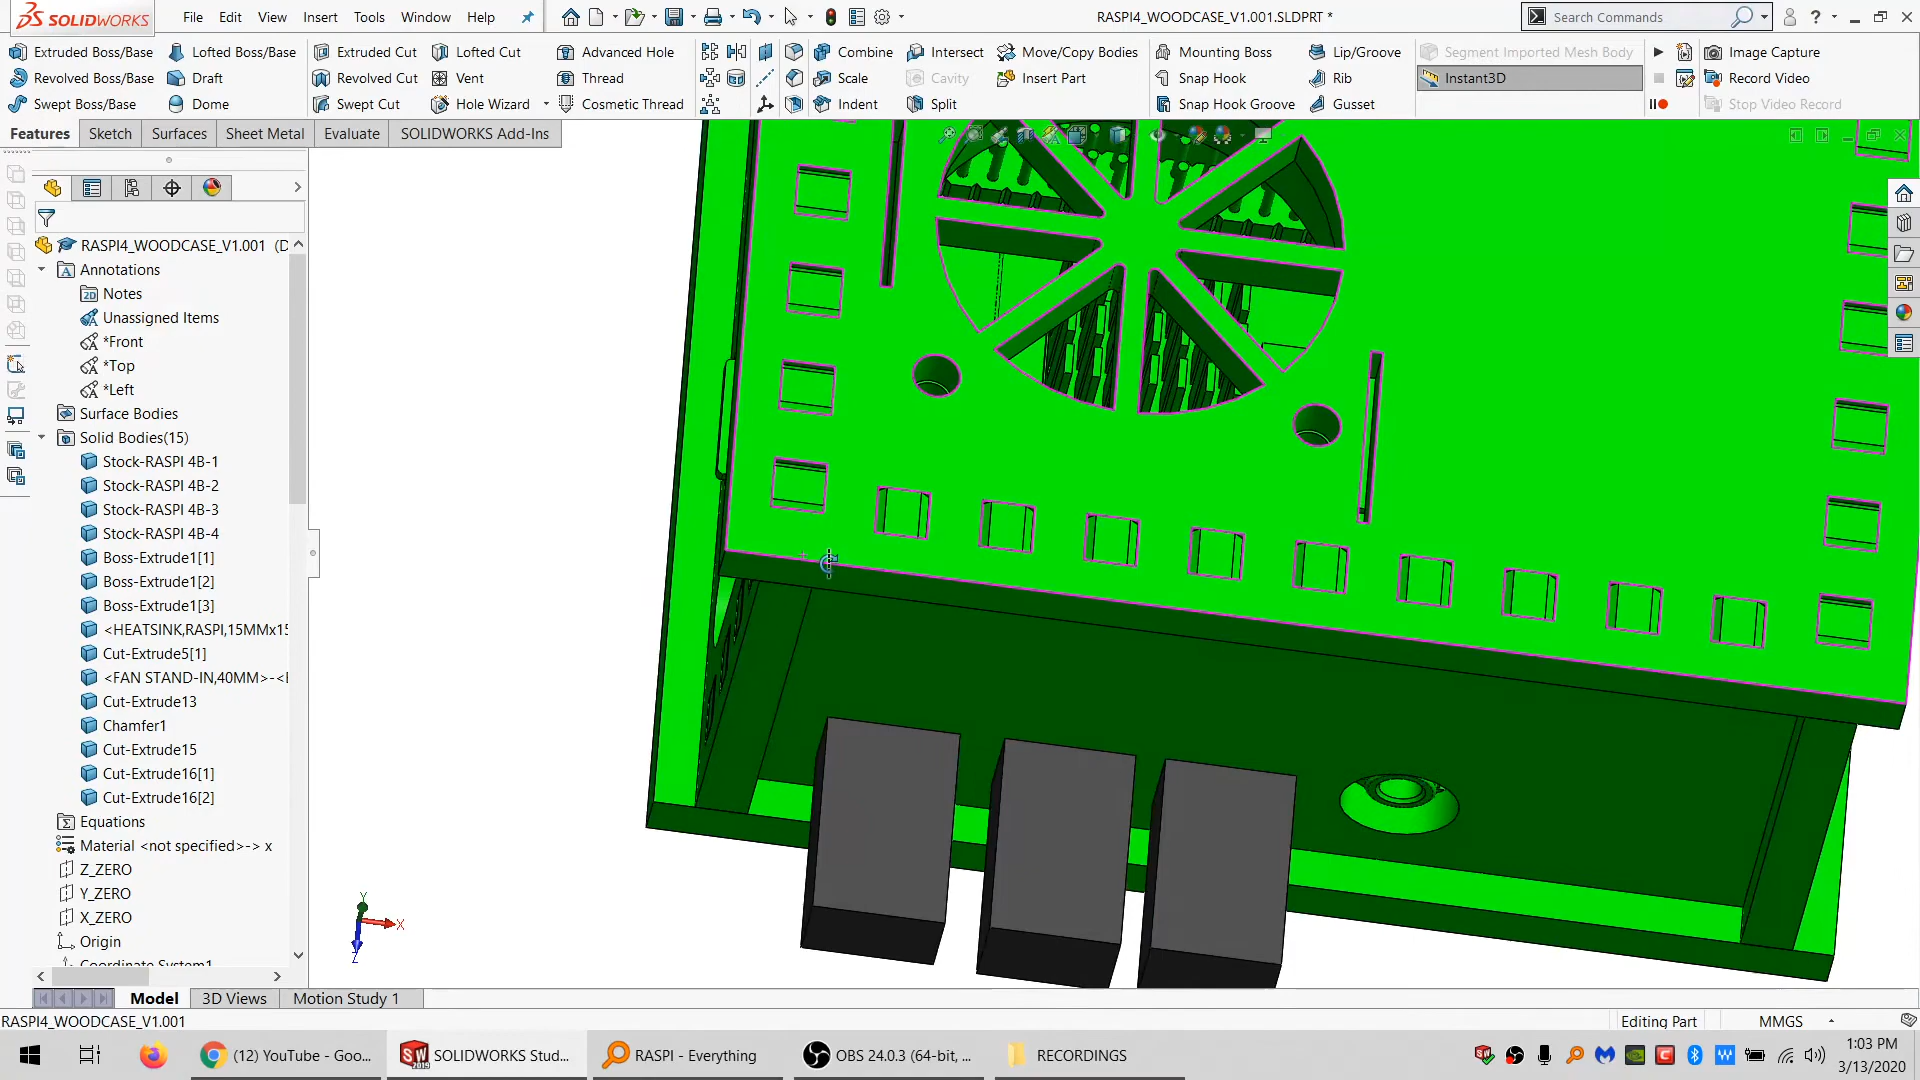 SOLIDWORKS
File Edit View Insert Tools Window Help
RASPI4_WOODCASE_V1.001.SLDPRT *
Search Commands
Extruded Boss/Base
Lofted Boss/Base
Extruded Cut
Lofted Cut
Advanced Hole
Combine
Intersect
Move/Copy Bodies
Mounting Boss
Lip/Groove
Segment Imported Mesh Body
Image Capture
Revolved Boss/Base
Draft
Revolved Cut
Vent
Thread
Scale
Cavity
Insert Part
Snap Hook
Rib
Instant3D
Record Video
Swept Boss/Base
Dome
Swept Cut
Hole Wizard
Cosmetic Thread
Indent
Split
Snap Hook Groove
Gusset
Stop Video Record
Features Sketch Surfaces Sheet Metal Evaluate SOLIDWORKS Add-Ins
RASPI4_WOODCASE_V1.001 (D
Annotations
Notes
Unassigned Items
*Front
*Top
*Left
Surface Bodies
Solid Bodies(15)
Stock-RASPI 4B-1
Stock-RASPI 4B-2
Stock-RASPI 4B-3
Stock-RASPI 4B-4
Boss-Extrude1[1]
Boss-Extrude1[2]
Boss-Extrude1[3]
<HEATSINK,RASPI,15MMx15
Cut-Extrude5[1]
<FAN STAND-IN,40MM>-<
Cut-Extrude13
Chamfer1
Cut-Extrude15
Cut-Extrude16[1]
Cut-Extrude16[2]
Equations
Material <not specified>-> x
Z_ZERO
Y_ZERO
X_ZERO
Origin
Coordinate System1
Y
X
Z
Model 3D Views Motion Study 1
RASPI4_WOODCASE_V1.001
Editing Part
MMGS
(12) YouTube - Goo...
SOLIDWORKS Stud...
RASPI - Everything
OBS 24.0.3 (64-bit, ...
RECORDINGS
1:03 PM
3/13/2020